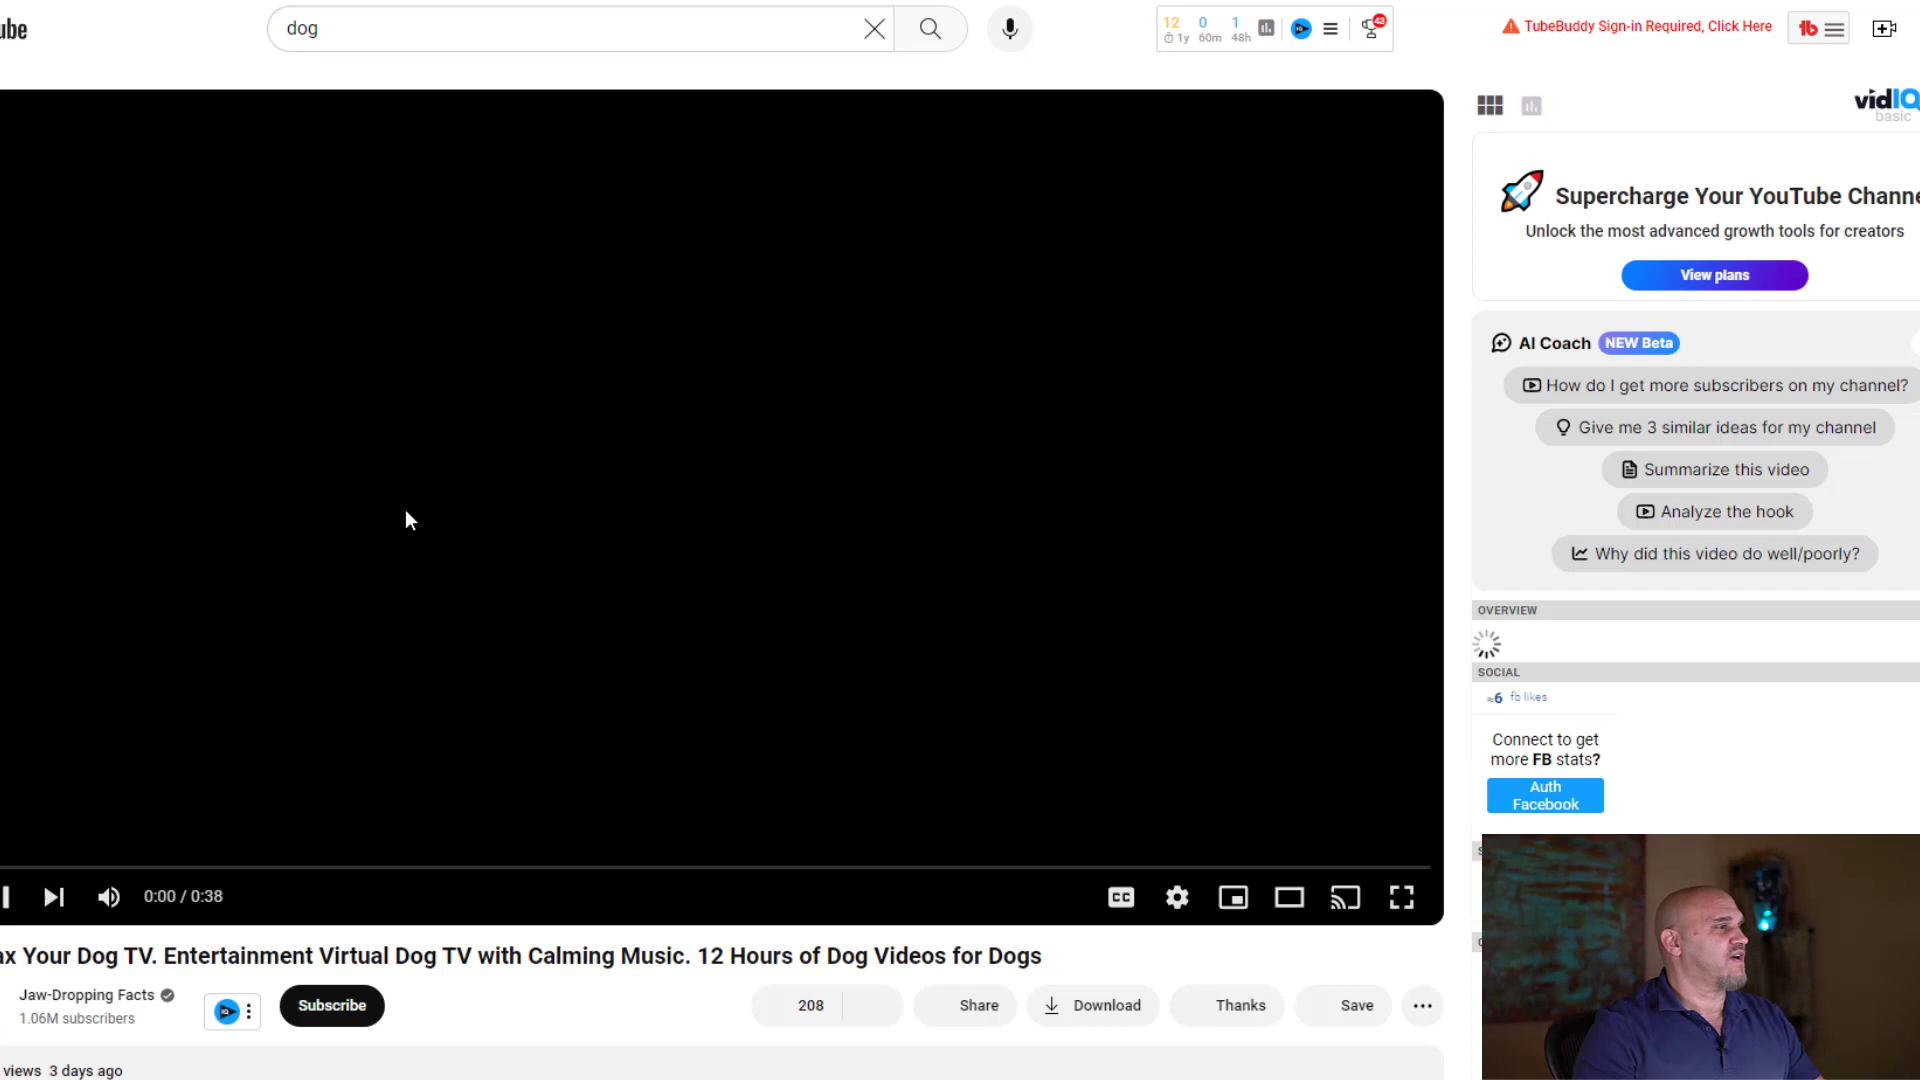 ube
dog
12 0 1
1y 60m 48h
43
TubeBuddy Sign-in Required, Click Here
tb
vidIQ
basic
Supercharge Your YouTube Channe
Unlock the most advanced growth tools for creators
View plans
AI Coach NEW Beta
How do I get more subscribers on my channel?
Give me 3 similar ideas for my channel
Summarize this video
Analyze the hook
Why did this video do well/poorly?
OVERVIEW
SOCIAL
≈6 fb likes
Connect to get
more FB stats?
Auth
Facebook
0:00 / 0:38
CC
ax Your Dog TV. Entertainment Virtual Dog TV with Calming Music. 12 Hours of Dog Videos for Dogs
Jaw-Dropping Facts
1.06M subscribers
Subscribe
208
Share
Download
Thanks
Save
views 3 days ago